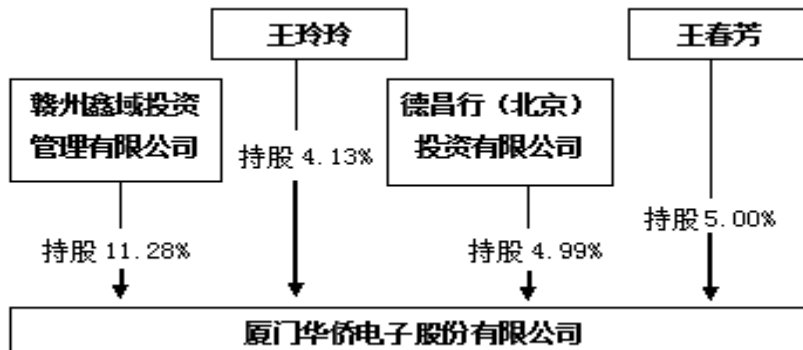 王玲玲
王春芳
赣州鑫域投资
管理有限公司
德昌行（北京）
投资有限公司
持股 4.13%
持股 5.00%
持股 11.28%
持股 4.99%
厦门华侨电子股份有限公司